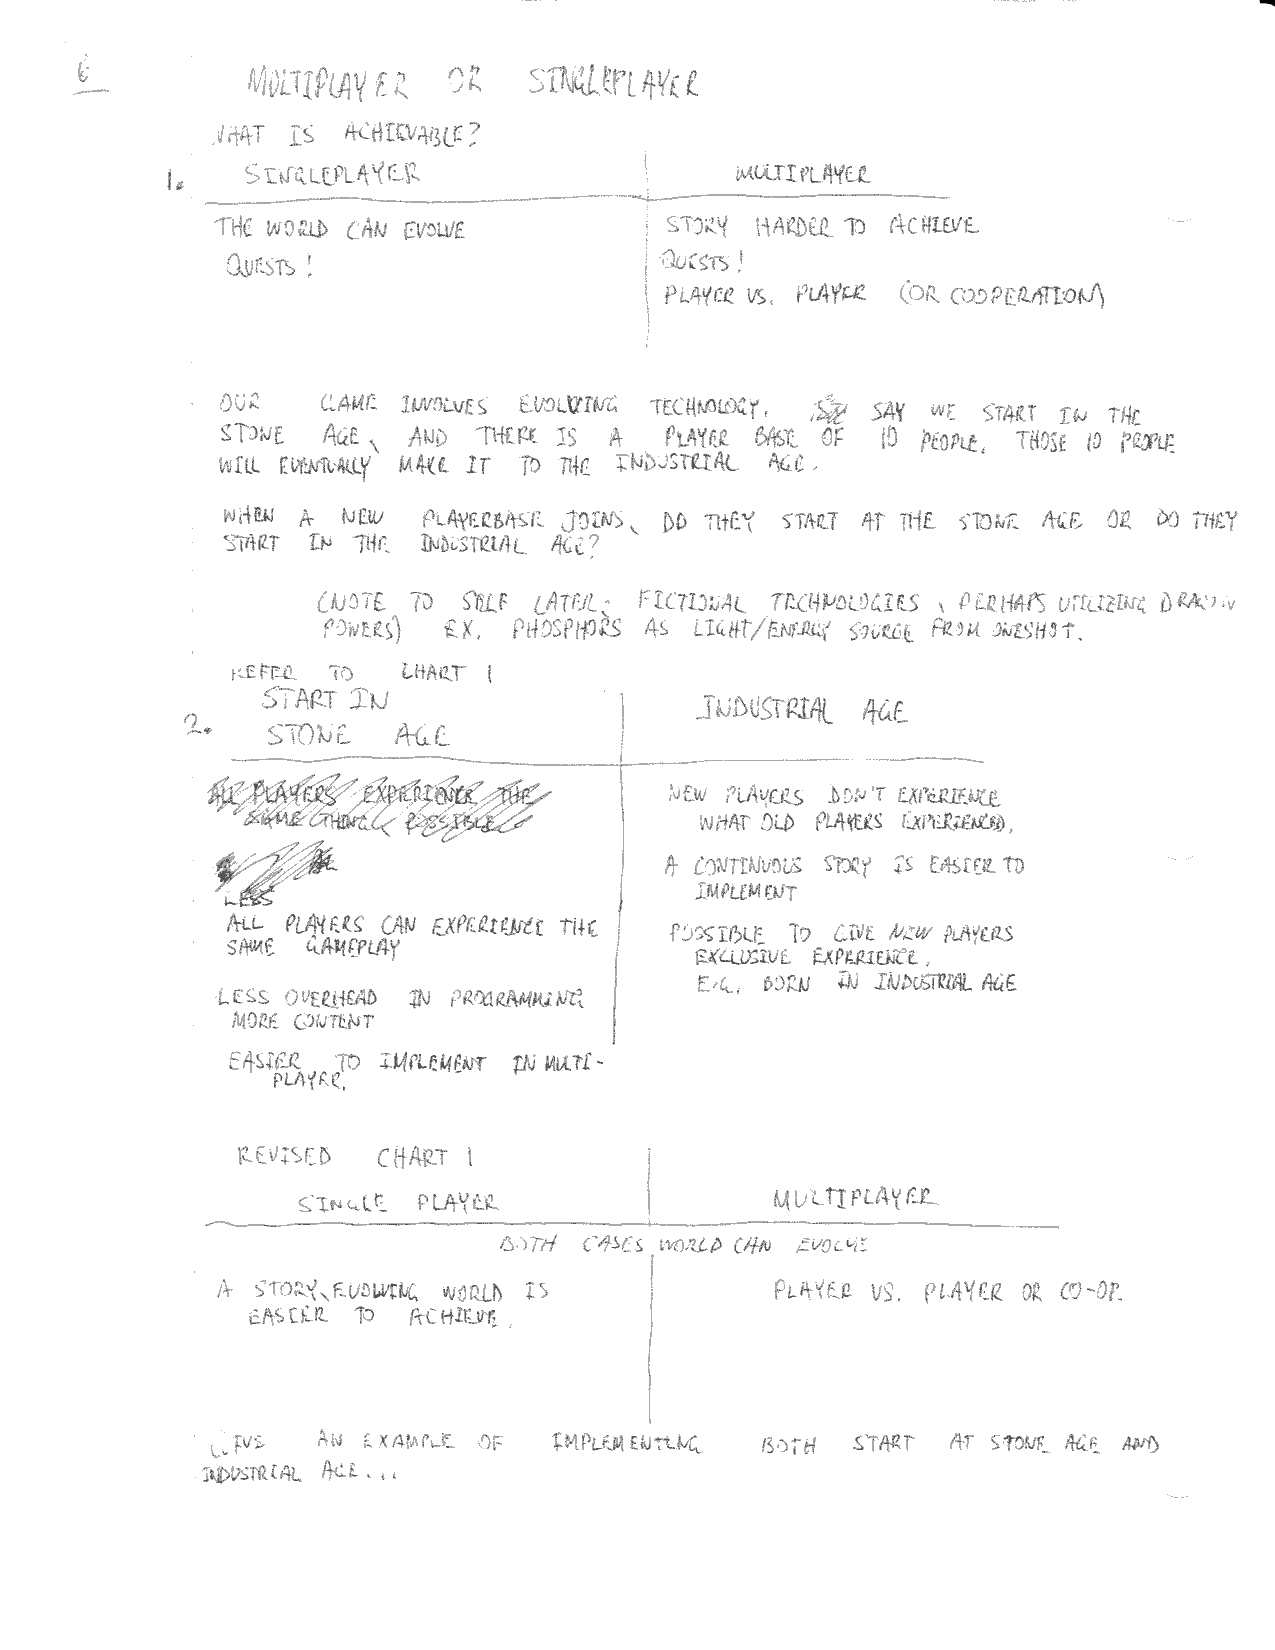 6
MULTIPLAYER OR SINGLEPLAYER
WHAT IS ACHIEVABLE?
1. SINGLEPLAYER MULTIPLAYER
THE WORLD CAN EVOLVE
QUESTS!
STORY HARDER TO ACHIEVE
QUESTS!
PLAYER VS. PLAYER (OR COOPERATION)
OUR GAME INVOLVES EVOLVING TECHNOLOGY. SAY WE START IN THE
STONE AGE, AND THERE IS A PLAYER BASE OF 10 PEOPLE. THOSE 10 PEOPLE
WILL EVENTUALLY MAKE IT TO THE INDUSTRIAL AGE.
WHEN A NEW PLAYERBASE JOINS, DO THEY START AT THE STONE AGE OR DO THEY
START IN THE INDUSTRIAL AGE?
(NOTE TO SELF LATER: FICTIONAL TECHNOLOGIES, PERHAPS UTILIZING DRAGON
POWERS) EX. PHOSPHORS AS LIGHT/ENERGY SOURCE FROM ONESHOT.
REFER TO CHART 1
2. START IN
STONE AGE
INDUSTRIAL AGE
ALL PLAYERS EXPERIENCE THE
SAME THING
LESS
ALL PLAYERS CAN EXPERIENCE THE
SAME GAMEPLAY
LESS OVERHEAD IN PROGRAMMING
MORE CONTENT
EASIER TO IMPLEMENT IN MULTI-
PLAYER.
NEW PLAYERS DON'T EXPERIENCE
WHAT OLD PLAYERS EXPERIENCED.
A CONTINUOUS STORY IS EASIER TO
IMPLEMENT
POSSIBLE TO GIVE NEW PLAYERS
EXCLUSIVE EXPERIENCE.
E.G. BORN IN INDUSTRIAL AGE
REVISED CHART 1
SINGLE PLAYER MULTIPLAYER
BOTH CASES WORLD CAN EVOLVE
A STORY, EVOLVING WORLD IS
EASIER TO ACHIEVE.
PLAYER VS. PLAYER OR CO-OP.
GIVE AN EXAMPLE OF IMPLEMENTING BOTH START AT STONE AGE AND
INDUSTRIAL AGE...